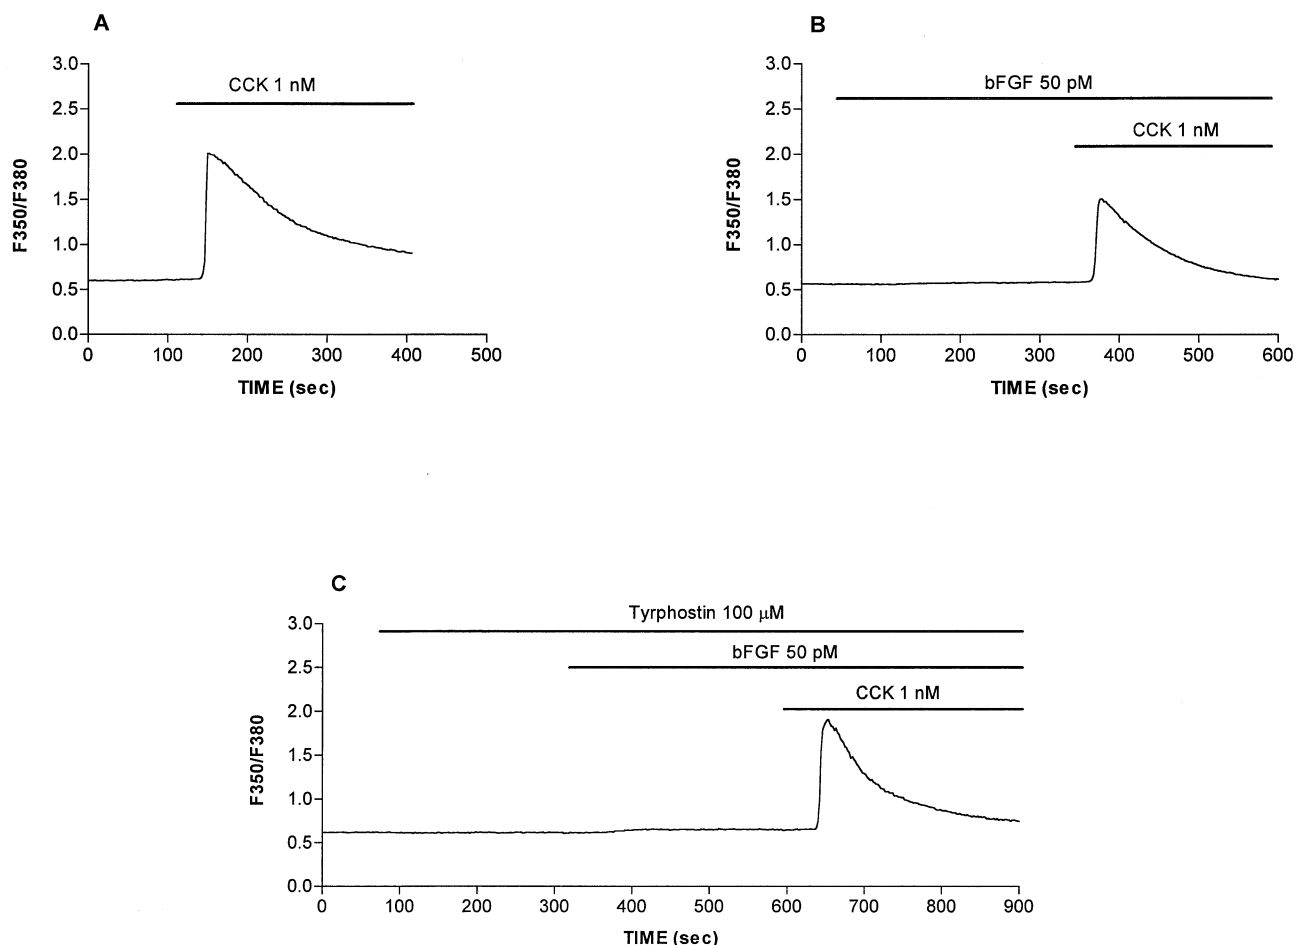 A
B
CCK 1 nM
bFGF 50 pM
CCK 1 nM
3.0
2.5
2.0
1.5
1.0
0.5
0.0
F350/F380
0 100 200 300 400 500
TIME (sec)
3.0
2.5
2.0
1.5
1.0
0.5
0.0
F350/F380
0 100 200 300 400 500 600
TIME (sec)
C
Tyrphostin 100 μM
bFGF 50 pM
CCK 1 nM
3.0
2.5
2.0
1.5
1.0
0.5
0.0
F350/F380
0 100 200 300 400 500 600 700 800 900
TIME (sec)